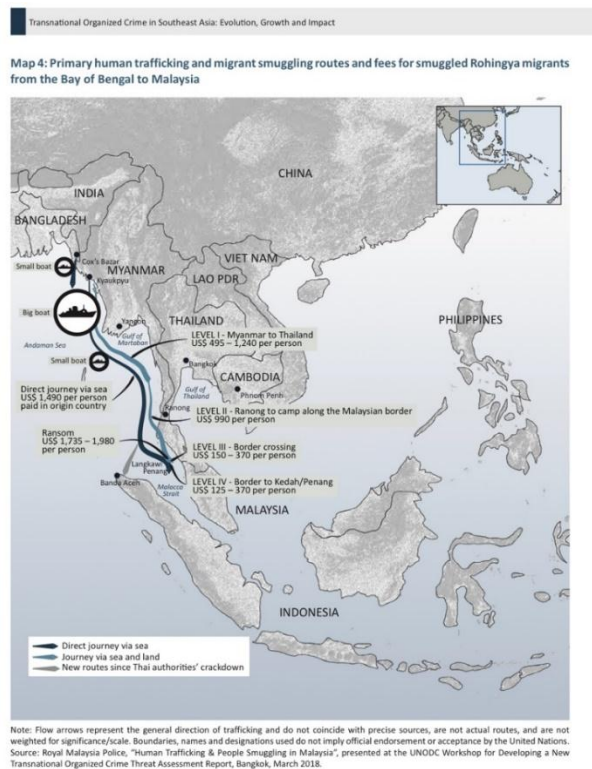 Transnational Organized Crime in Southeast Asia: Evolution, Growth and Impact
Map 4: Primary human trafficking and migrant smuggling routes and fees for smuggled Rohingya migrants
from the Bay of Bengal to Malaysia
CHINA
INDIA
BANGLADESH
Cox's Bazar
Small boat
MYANMAR
Kyaukpyu
VIET NAM
LAO PDR
Big boat
Yangon
THAILAND
PHILIPPINES
Gulf of
Martaban
LEVEL I - Myanmar to Thailand
US$ 495 – 1,240 per person
Andaman Sea
Small boat
Bangkok
CAMBODIA
Phnom Penh
Direct journey via sea
US$ 1,490 per person
paid in origin country
Gulf of
Thailand
Ranong
LEVEL II - Ranong to camp along the Malaysian border
US$ 990 per person
Ransom
US$ 1,735 – 1,980
per person
LEVEL III - Border crossing
US$ 150 - 370 per person
Langkawi
Penang
Banda Aceh
LEVEL IV - Border to Kedah/Penang
US$ 125 – 370 per person
Malacca
Strait
MALAYSIA
INDONESIA
Direct journey via sea
Journey via sea and land
New routes since Thai authorities' crackdown
Note: Flow arrows represent the general direction of trafficking and do not coincide with precise sources, are not actual routes, and are not
weighted for significance/scale. Boundaries, names and designations used do not imply official endorsement or acceptance by the United Nations.
Source: Royal Malaysia Police, "Human Trafficking & People Smuggling in Malaysia", presented at the UNODC Workshop for Developing a New
Transnational Organized Crime Threat Assessment Report, Bangkok, March 2018.